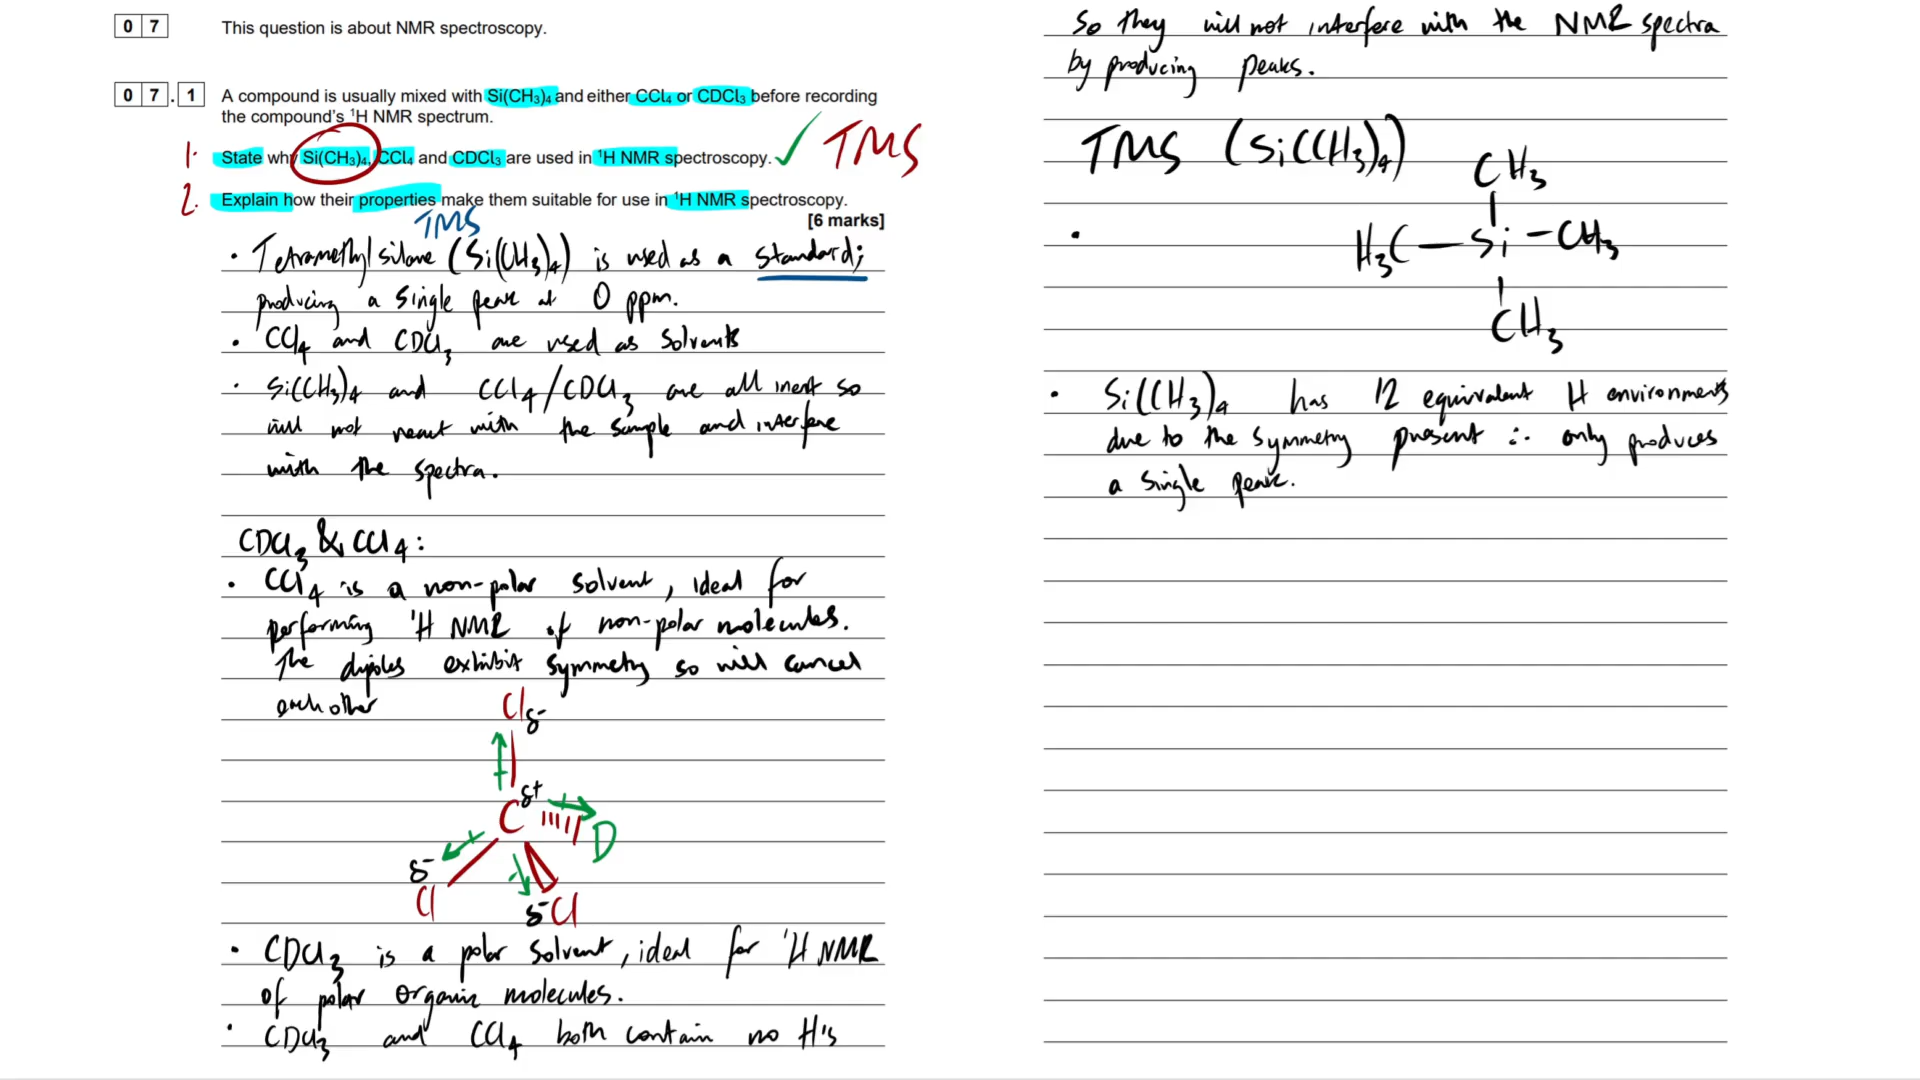 0 7 This question is about NMR spectroscopy.
0 7 . 1 A compound is usually mixed with Si(CH₃)₄ and either CCl₄ or CDCl₃ before recording
the compound's ¹H NMR spectrum.
1. State why Si(CH₃)₄, CCl₄ and CDCl₃ are used in ¹H NMR spectroscopy. ✓ TMS
2. Explain how their properties make them suitable for use in ¹H NMR spectroscopy.
[6 marks]
TMS
• Tetramethylsilane (Si(CH₃)₄) is used as a standard;
producing a single peak at 0 ppm.
• CCl₄ and CDCl₃ are used as solvents
• Si(CH₃)₄ and CCl₄/CDCl₃ are all inert so
will not react with the sample and interfere
with the spectra.
CDCl₃ & CCl₄:
• CCl₄ is a non-polar solvent, ideal for
performing ¹H NMR of non-polar molecules.
The dipoles exhibit symmetry so will cancel
each other
Cl δ-
C δ+
D
δ- Cl
δ- Cl
• CDCl₃ is a polar solvent, ideal for ¹H NMR
of polar organic molecules.
• CDCl₃ and CCl₄ both contain no H's
So they will not interfere with the NMR spectra
by producing peaks.
TMS (Si(CH₃)₄)
CH₃
• H₃C — Si — CH₃
CH₃
• Si(CH₃)₄ has 12 equivalent H environments
due to the symmetry present ∴ only produces
a single peak.